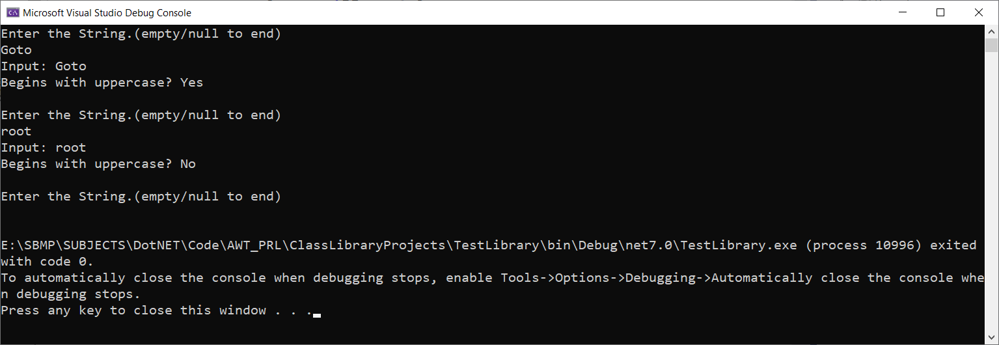 Microsoft Visual Studio Debug Console
Enter the String.(empty/null to end)
Goto
Input: Goto
Begins with uppercase? Yes
Enter the String.(empty/null to end)
root
Input: root
Begins with uppercase? No
Enter the String.(empty/null to end)
E:\SBMP\SUBJECTS\DotNET\Code\AWT_PRL\ClassLibraryProjects\TestLibrary\bin\Debug\net7.0\TestLibrary.exe (process 10996) exited
with code 0.
To automatically close the console when debugging stops, enable Tools->Options->Debugging->Automatically close the console whe
n debugging stops.
Press any key to close this window . . .